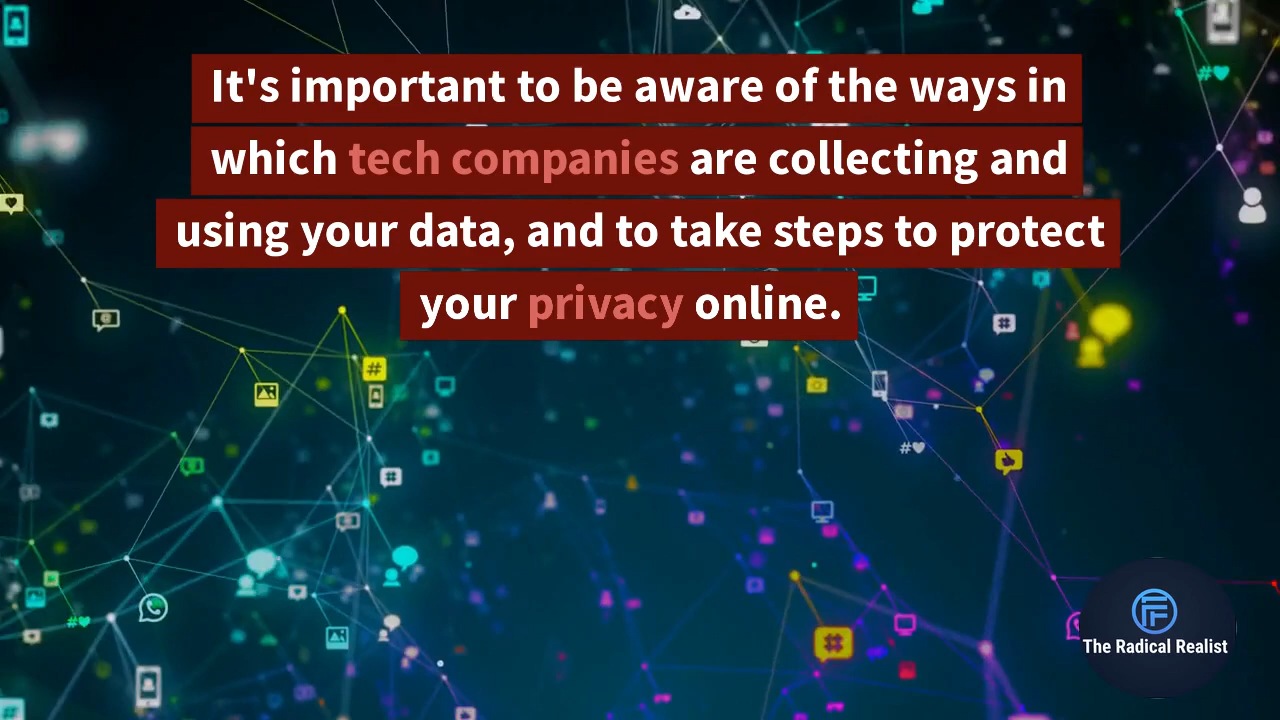 It's important to be aware of the ways in
which tech companies are collecting and
using your data, and to take steps to protect
your privacy online.
The Radical Realist